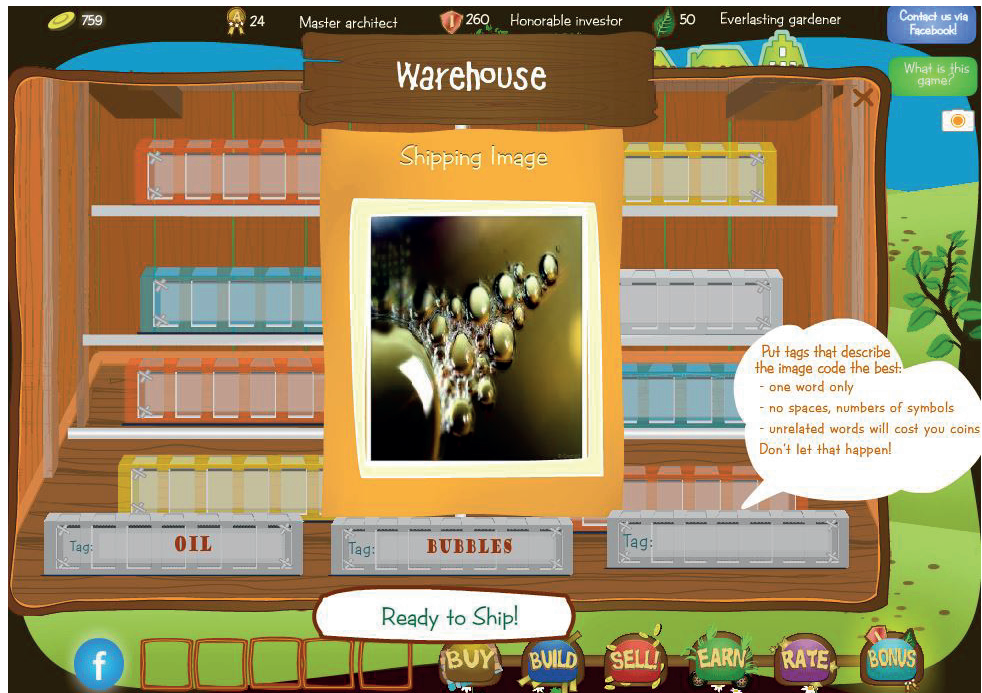 759
24
Master architect
260
Honorable investor
50
Everlasting gardener
Contact us via
Facebook!
Warehouse
What is this
game?
Shipping Image
Put tags that describe
the image code the best:
- one word only
- no spaces, numbers of symbols
- unrelated words will cost you coins
Don't let that happen!
Tag: OIL
Tag: BUBBLES
Tag:
Ready to Ship!
f
BUY
BUILD
SELL!
EARN
RATE
BONUS